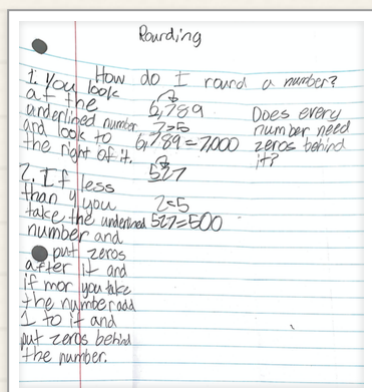 Rounding
How do I round a number?
1. You look
at the
underlined number
and look to
the right of it.
2. If less
than 4 you
take the underlined
number and
put zeros
after it and
if mor you take
the number add
1 to it and
put zeros behind
the number.
6,789
7>5
6,789=7,000
527
2<5
527=500
Does every
number need
zeros behind
it?